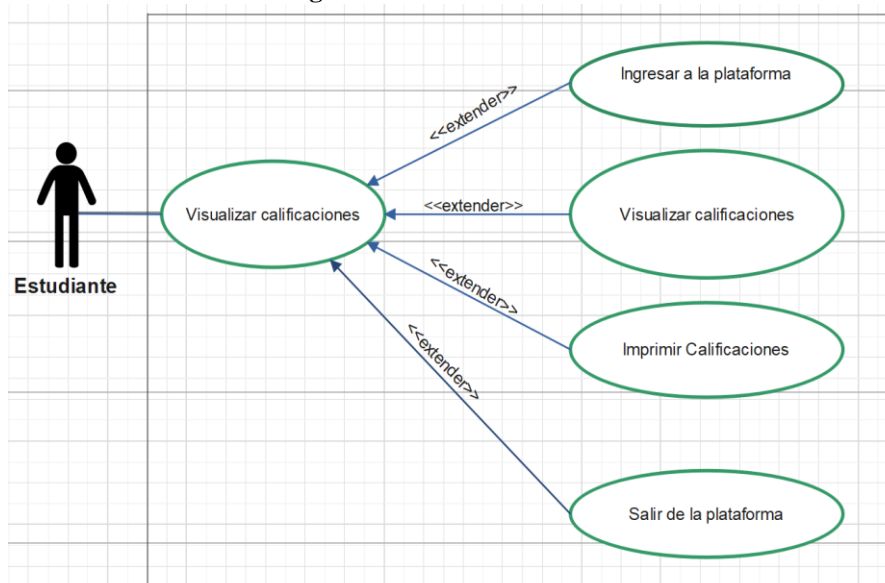 Ingresar a la plataforma
<<extender>>
Visualizar calificaciones
<<extender>>
Visualizar calificaciones
<<extender>>
Estudiante
Imprimir Calificaciones
<<extender>>
Salir de la plataforma